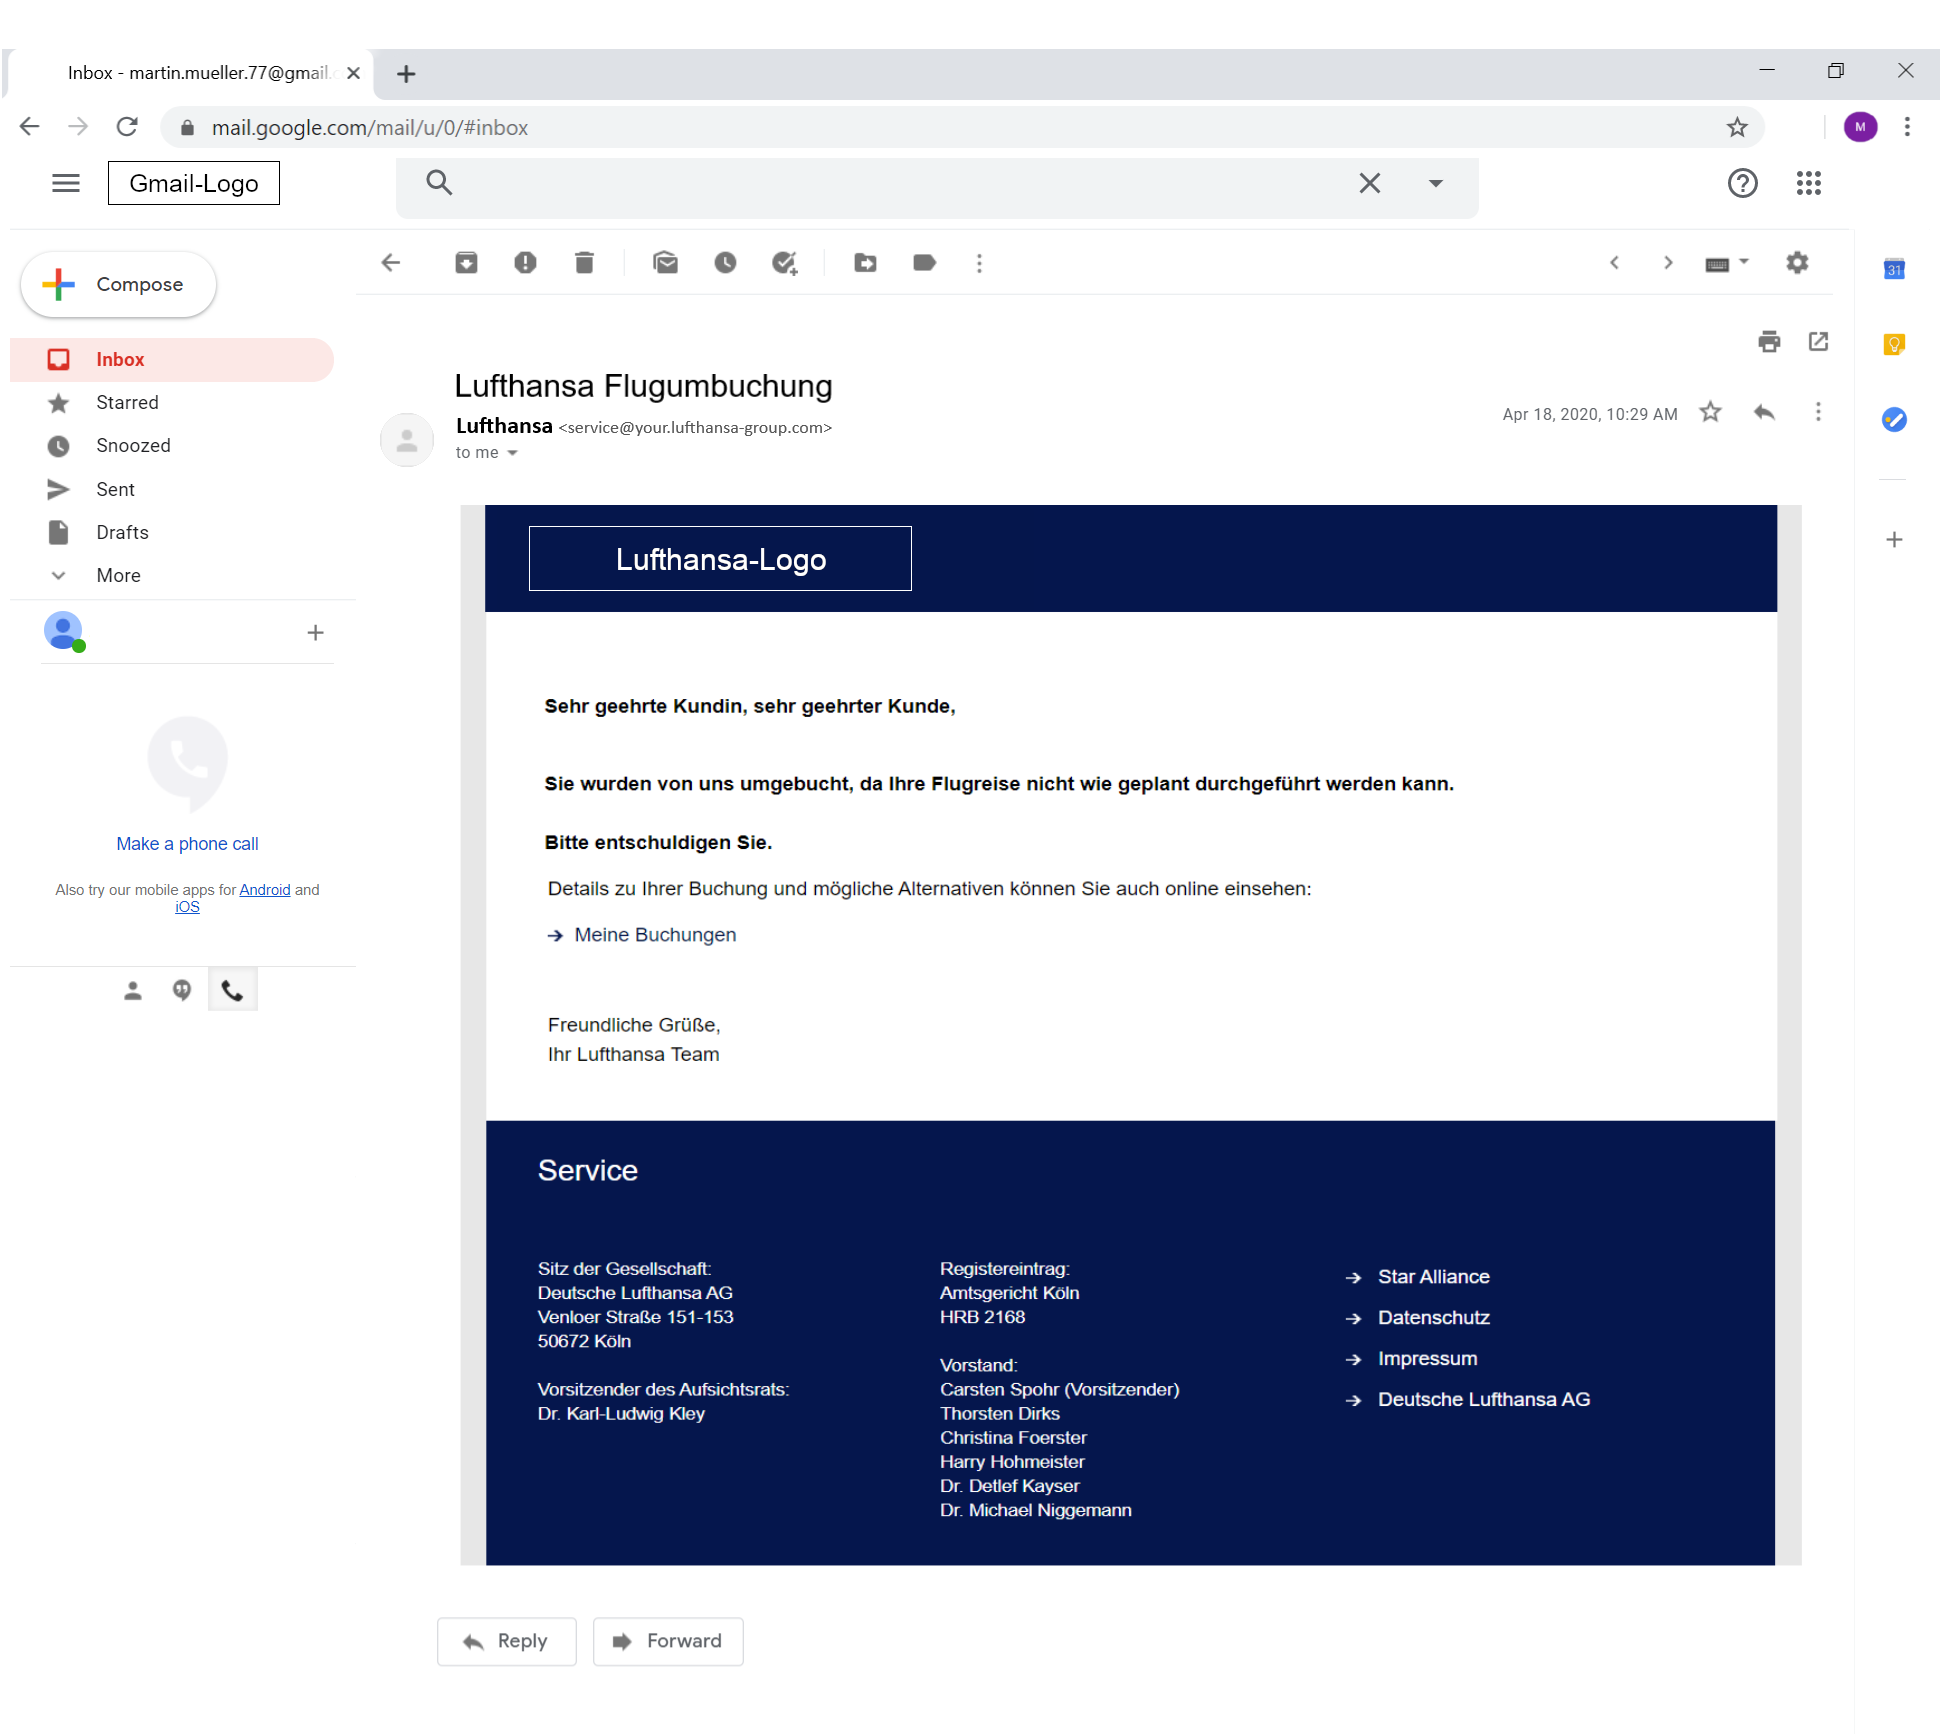 Inbox - martin.mueller.77@gmail.c
mail.google.com/mail/u/0/#inbox
M
Gmail-Logo
Compose
31
Inbox
Starred
Snoozed
Sent
Drafts
More
Make a phone call
Also try our mobile apps for Android and
iOS
Lufthansa Flugumbuchung
Lufthansa <service@your.lufthansa-group.com>
Apr 18, 2020, 10:29 AM
to me
Lufthansa-Logo
Sehr geehrte Kundin, sehr geehrter Kunde,
Sie wurden von uns umgebucht, da Ihre Flugreise nicht wie geplant durchgeführt werden kann.
Bitte entschuldigen Sie.
Details zu Ihrer Buchung und mögliche Alternativen können Sie auch online einsehen:
→ Meine Buchungen
Freundliche Grüße,
Ihr Lufthansa Team
Service
Sitz der Gesellschaft:
Deutsche Lufthansa AG
Venloer Straße 151-153
50672 Köln
Vorsitzender des Aufsichtsrats:
Dr. Karl-Ludwig Kley
Registereintrag:
Amtsgericht Köln
HRB 2168
Vorstand:
Carsten Spohr (Vorsitzender)
Thorsten Dirks
Christina Foerster
Harry Hohmeister
Dr. Detlef Kayser
Dr. Michael Niggemann
→ Star Alliance
→ Datenschutz
→ Impressum
→ Deutsche Lufthansa AG
Reply
Forward